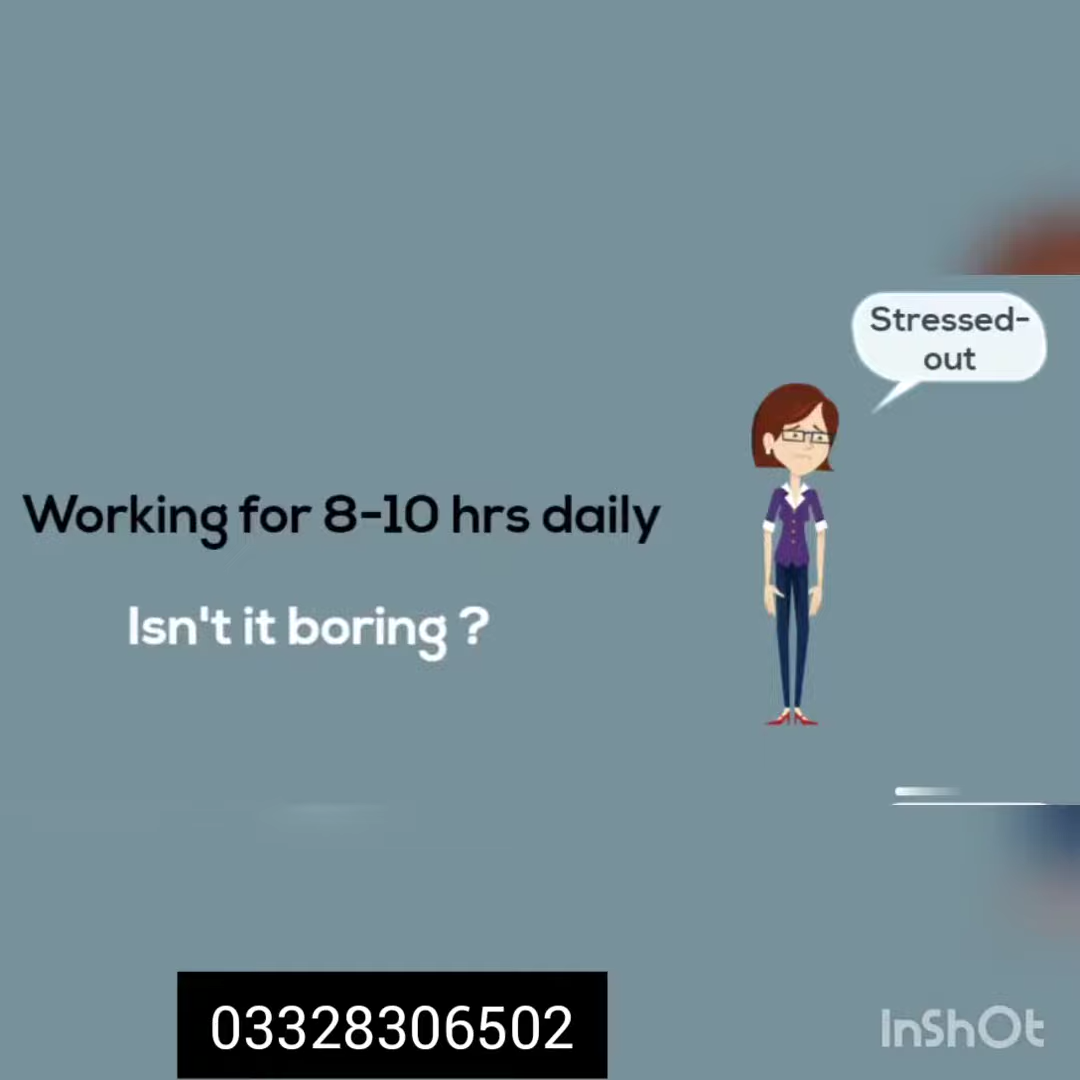 Stressed-
out
Working for 8-10 hrs daily
Isn't it boring ?
03328306502
InShOt